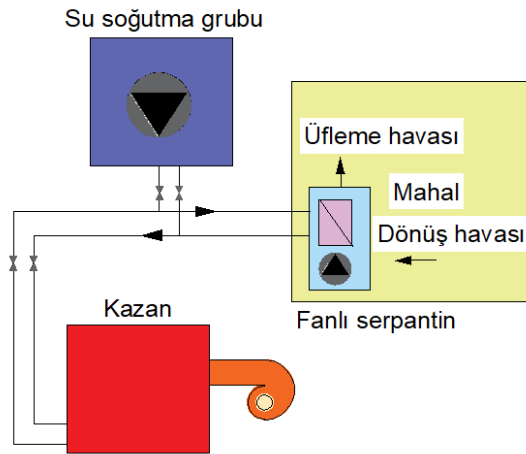 Su soğutma grubu
Üfleme havası
Mahal
Dönüş havası
Kazan
Fanlı serpantin